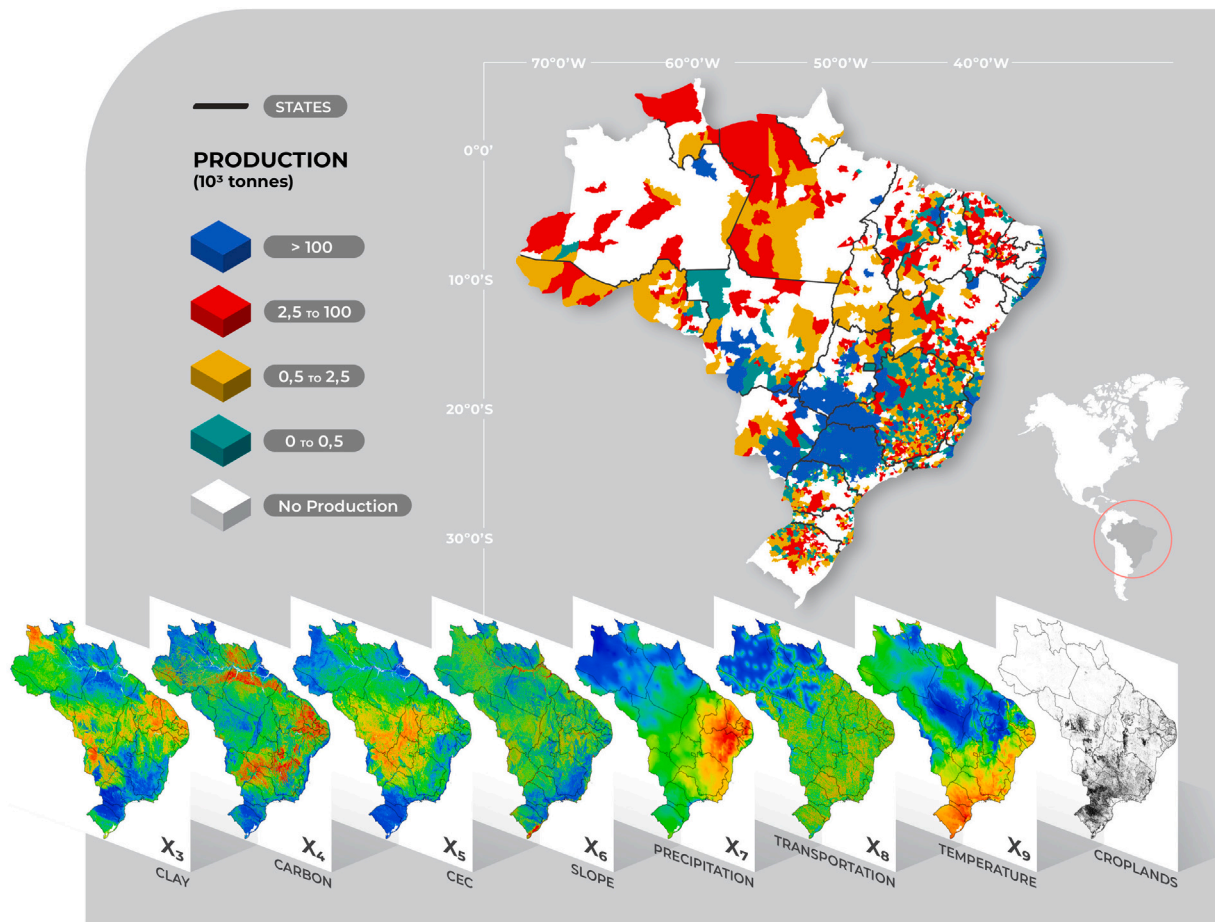 70°0'W 60°0'W 50°0'W 40°0'W
STATES
PRODUCTION
(10³ tonnes)
> 100
2,5 TO 100
0,5 TO 2,5
0 TO 0,5
No Production
0°0'
10°0'S
20°0'S
30°0'S
X3 X4 X5 X6 X7 X8 X9
CLAY CARBON CEC SLOPE PRECIPITATION TRANSPORTATION TEMPERATURE CROPLANDS